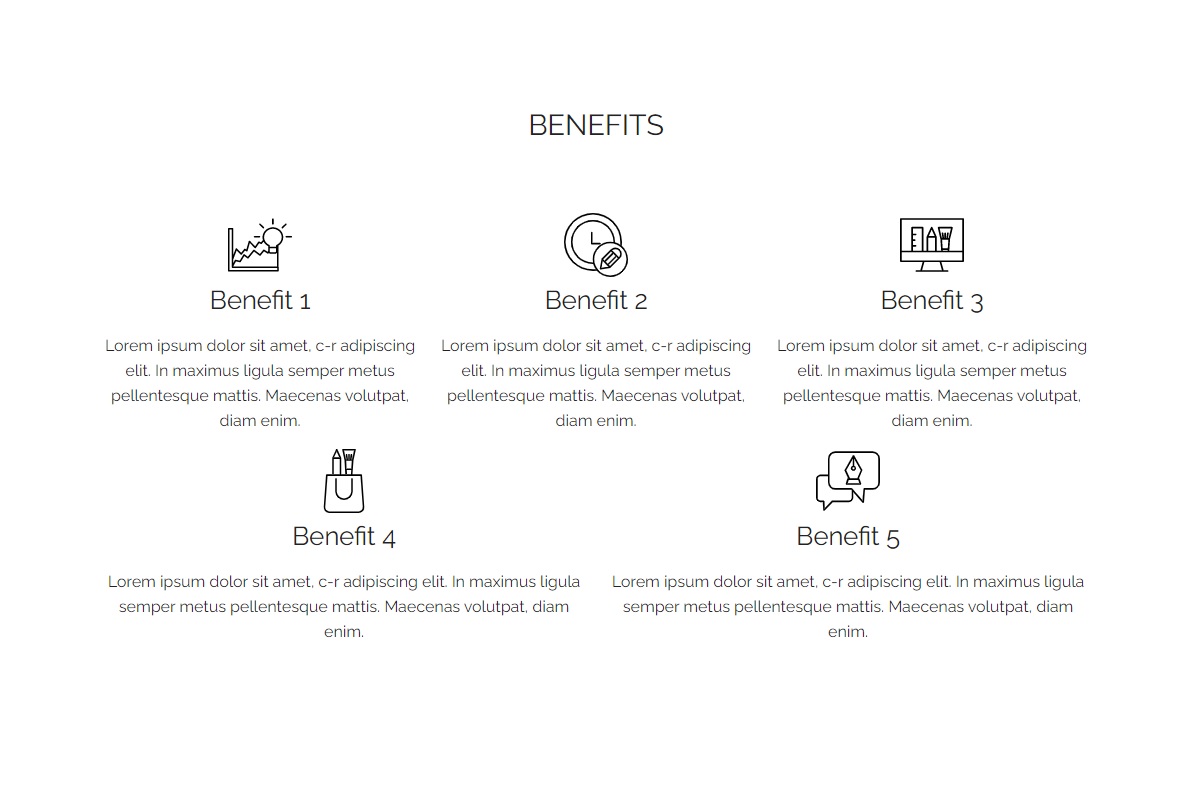 BENEFITS
Benefit 1
Lorem ipsum dolor sit amet, c-r adipiscing
elit. In maximus ligula semper metus
pellentesque mattis. Maecenas volutpat,
diam enim.
Benefit 2
Lorem ipsum dolor sit amet, c-r adipiscing
elit. In maximus ligula semper metus
pellentesque mattis. Maecenas volutpat,
diam enim.
Benefit 3
Lorem ipsum dolor sit amet, c-r adipiscing
elit. In maximus ligula semper metus
pellentesque mattis. Maecenas volutpat,
diam enim.
Benefit 4
Lorem ipsum dolor sit amet, c-r adipiscing elit. In maximus ligula
semper metus pellentesque mattis. Maecenas volutpat, diam
enim.
Benefit 5
Lorem ipsum dolor sit amet, c-r adipiscing elit. In maximus ligula
semper metus pellentesque mattis. Maecenas volutpat, diam
enim.